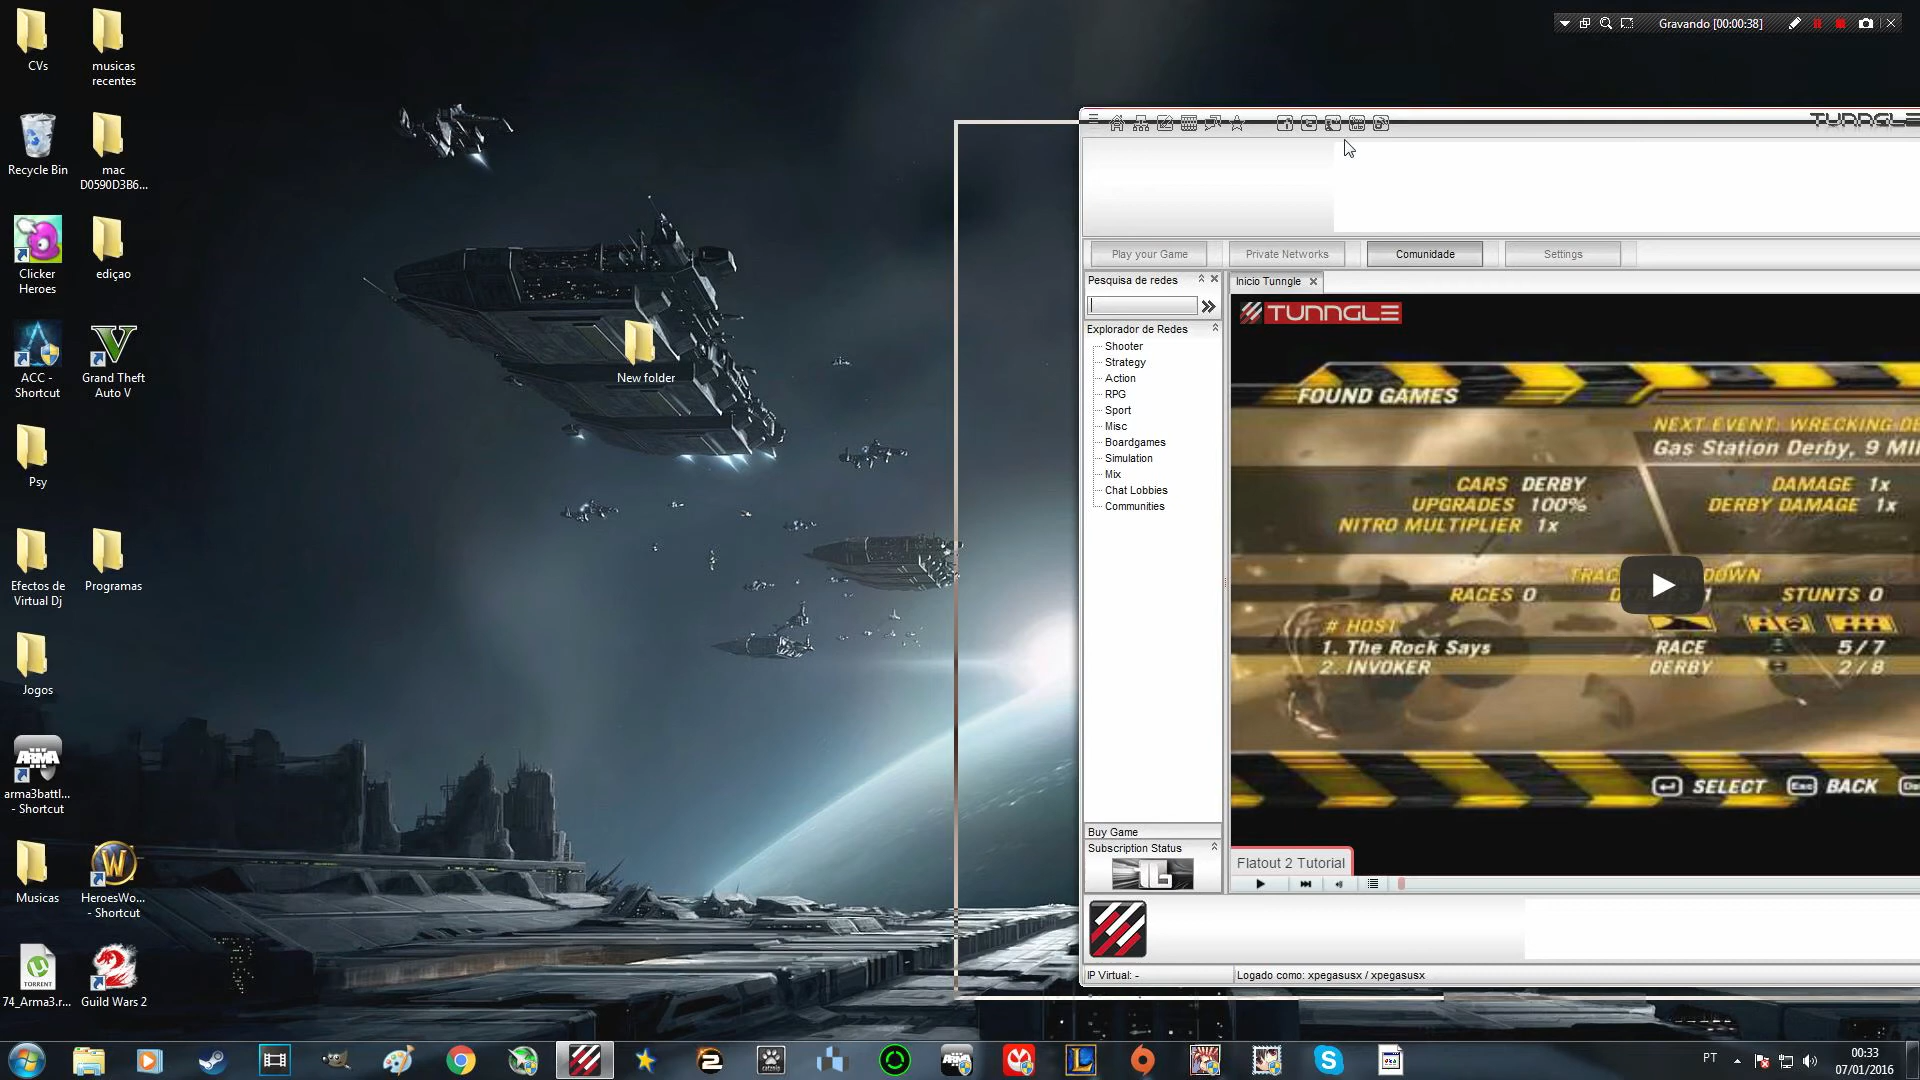 Gravando [00:00:38]
CVs
musicas
recentes
Recycle Bin
mac
D0590D3B6...
Clicker
Heroes
ediçao
ACC -
Shortcut
Grand Theft
Auto V
New folder
Psy
Efectos de
Virtual Dj
Programas
Jogos
ARMA
arma3battl...
- Shortcut
Musicas
HeroesWo...
- Shortcut
TORRENT
74_Arma3.r...
Guild Wars 2
TUNNGLE
Play your Game
Private Networks
Comunidade
Settings
Pesquisa de redes
Inicio Tunngle
Explorador de Redes
Shooter
Strategy
Action
RPG
Sport
Misc
Boardgames
Simulation
Mix
Chat Lobbies
Communities
TUNNGLE
FOUND GAMES
NEXT EVENT: WRECKING-DE
Gas Station Derby, 9 MI
CARS DERBY
UPGRADES 100%
NITRO MULTIPLIER 1x
DAMAGE 1x
DERBY DAMAGE 1x
RACES 0
STUNTS 0
# HOST
1. The Rock Says RACE 5/7
2. INVOKER DERBY 2/8
SELECT
Esc BACK
Flatout 2 Tutorial
Buy Game
Subscription Status
IP Virtual: -
Logado como: xpegasusx / xpegasusx
PT
00:33
07/01/2016